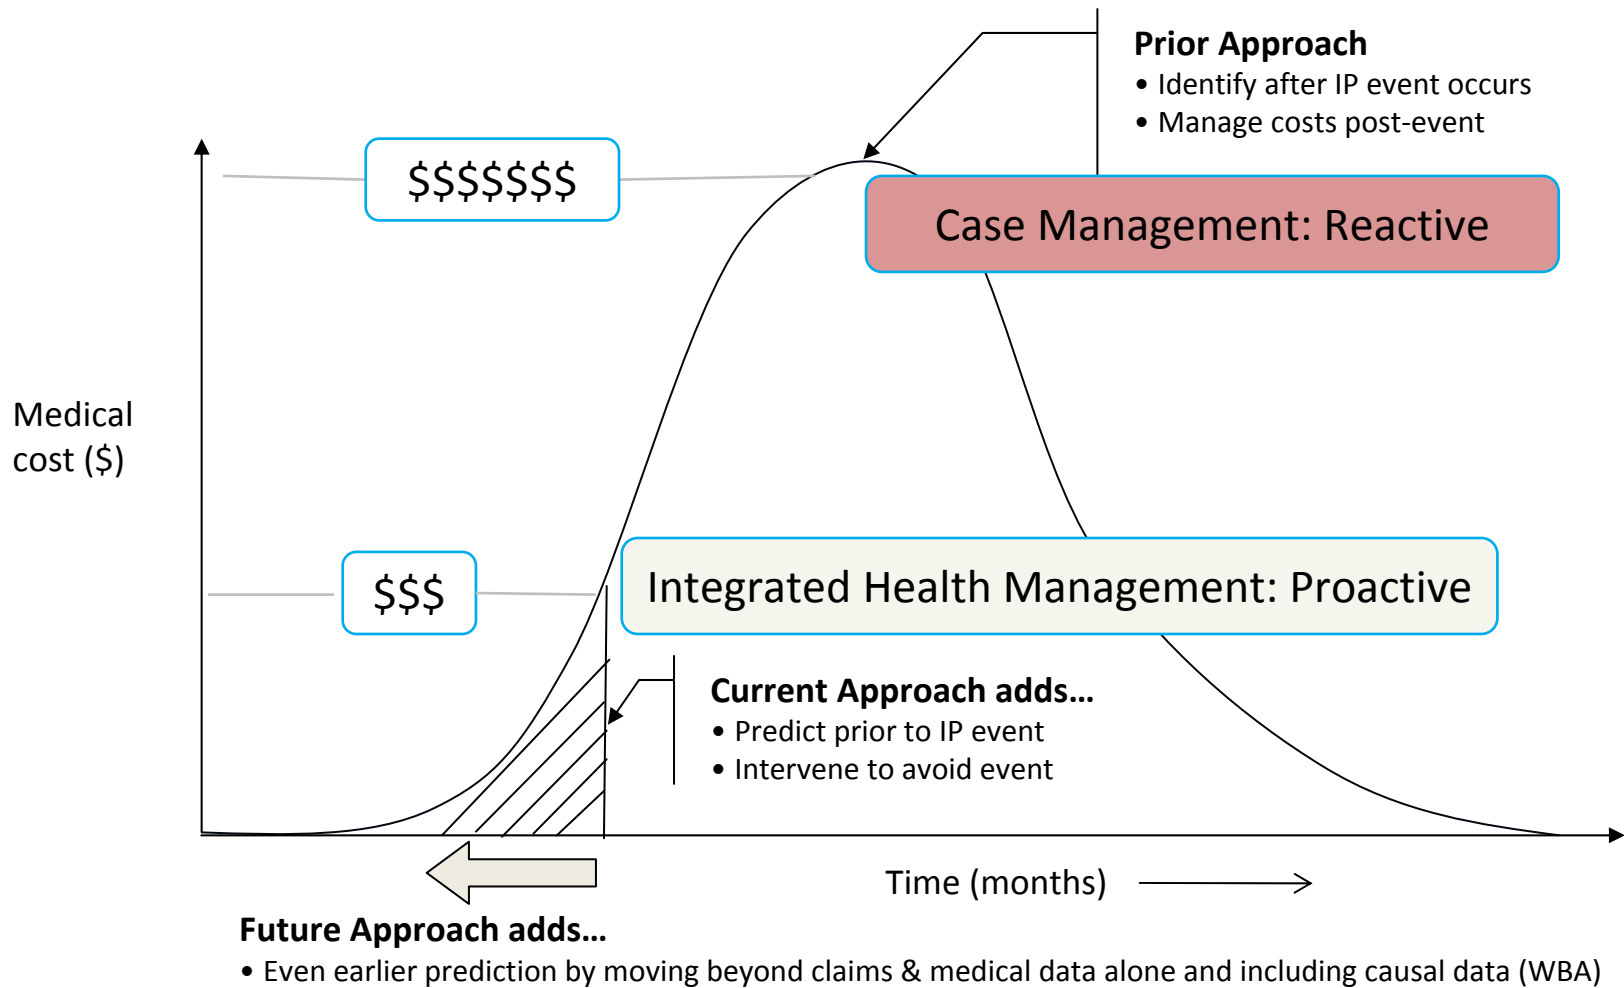 Prior Approach
• Identify after IP event occurs
• Manage costs post-event
$$$$$$$
Case Management: Reactive
Medical
cost ($)
$$$
Integrated Health Management: Proactive
Current Approach adds...
• Predict prior to IP event
• Intervene to avoid event
Time (months)
Future Approach adds...
• Even earlier prediction by moving beyond claims & medical data alone and including causal data (WBA)